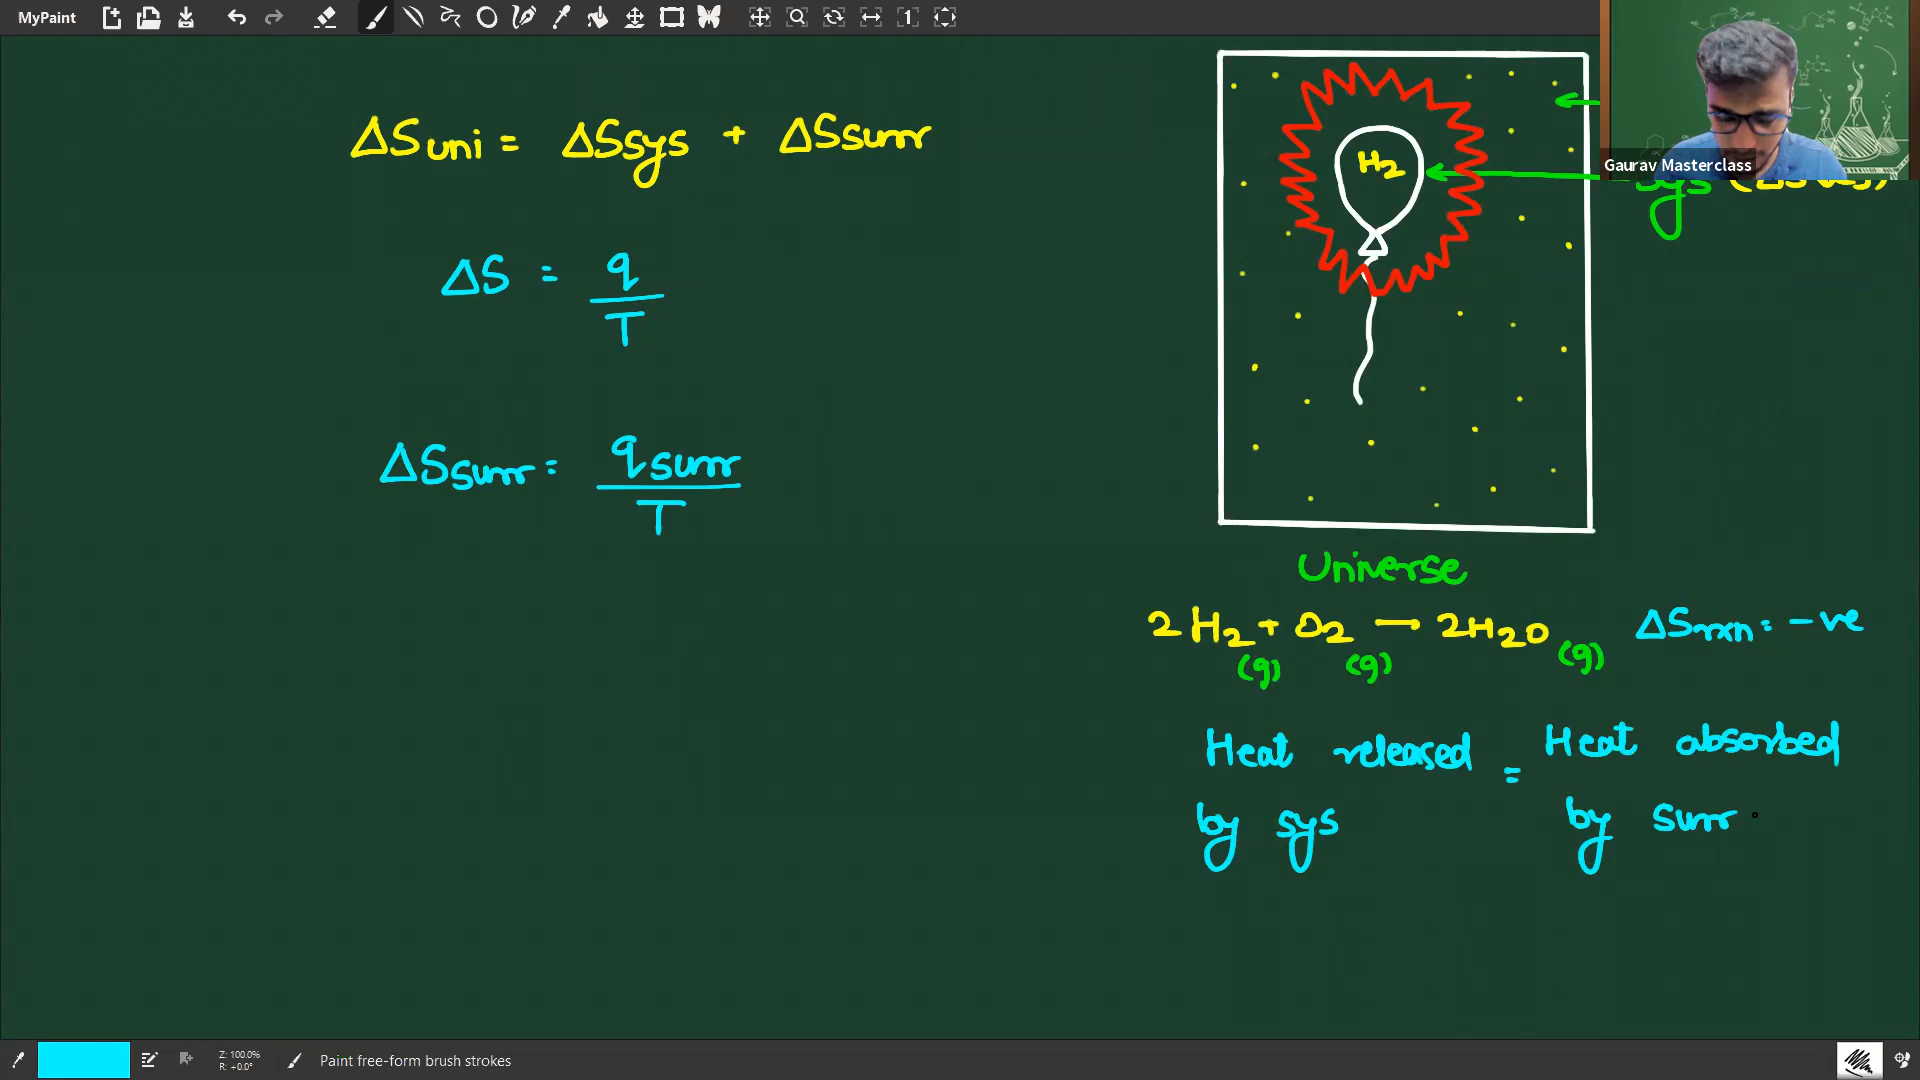 MyPaint
Gaurav Masterclass
ΔSuni = ΔSsys + ΔSsurr
ΔS = q/T
ΔSsurr = qsurr/T
H2
Sys
Universe
2H2 + O2 → 2H2O ΔSrxn = -ve
(g) (g) (g)
Heat released = Heat absorbed
by sys by surr
Z: 100.0%
R: +0.0°
Paint free-form brush strokes